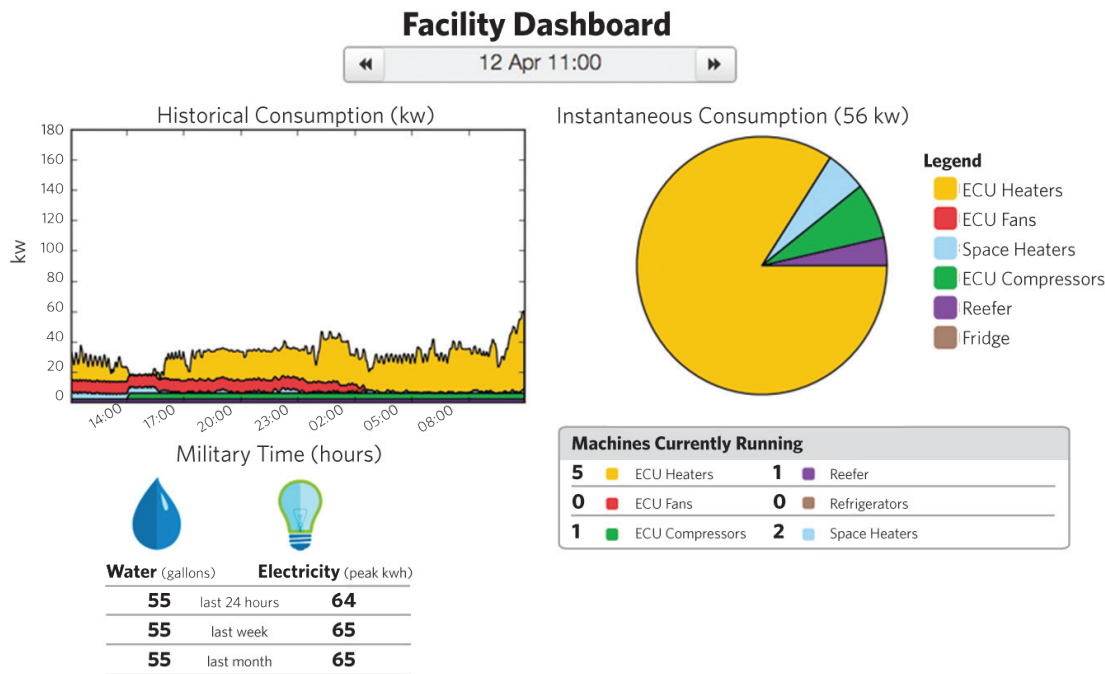 Facility Dashboard
12 Apr 11:00
Historical Consumption (kw)
180
160
140
120
100
80
60
40
20
0
kw
14:00 17:00 20:00 23:00 02:00 05:00 08:00
Military Time (hours)
Instantaneous Consumption (56 kw)
Legend
ECU Heaters
ECU Fans
Space Heaters
ECU Compressors
Reefer
Fridge
Machines Currently Running
5 ECU Heaters 1 Reefer
0 ECU Fans 0 Refrigerators
1 ECU Compressors 2 Space Heaters
Water (gallons) Electricity (peak kwh)
55 last 24 hours 64
55 last week 65
55 last month 65